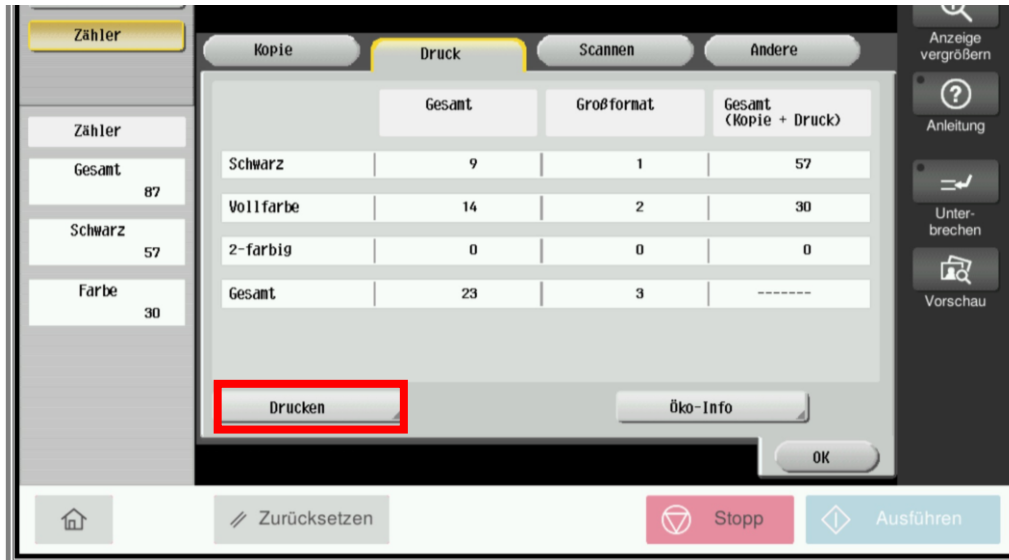 Zähler
Zähler
Gesamt
87
Schwarz
57
Farbe
30
Kopie Druck Scannen Andere
Gesamt Großformat Gesamt
(Kopie + Druck)
Schwarz 9 1 57
Vollfarbe 14 2 30
2-farbig 0 0 0
Gesamt 23 3 -------
Drucken Öko-Info
OK
Anzeige
vergrößern
Anleitung
Unter-
brechen
Vorschau
Zurücksetzen Stopp Ausführen